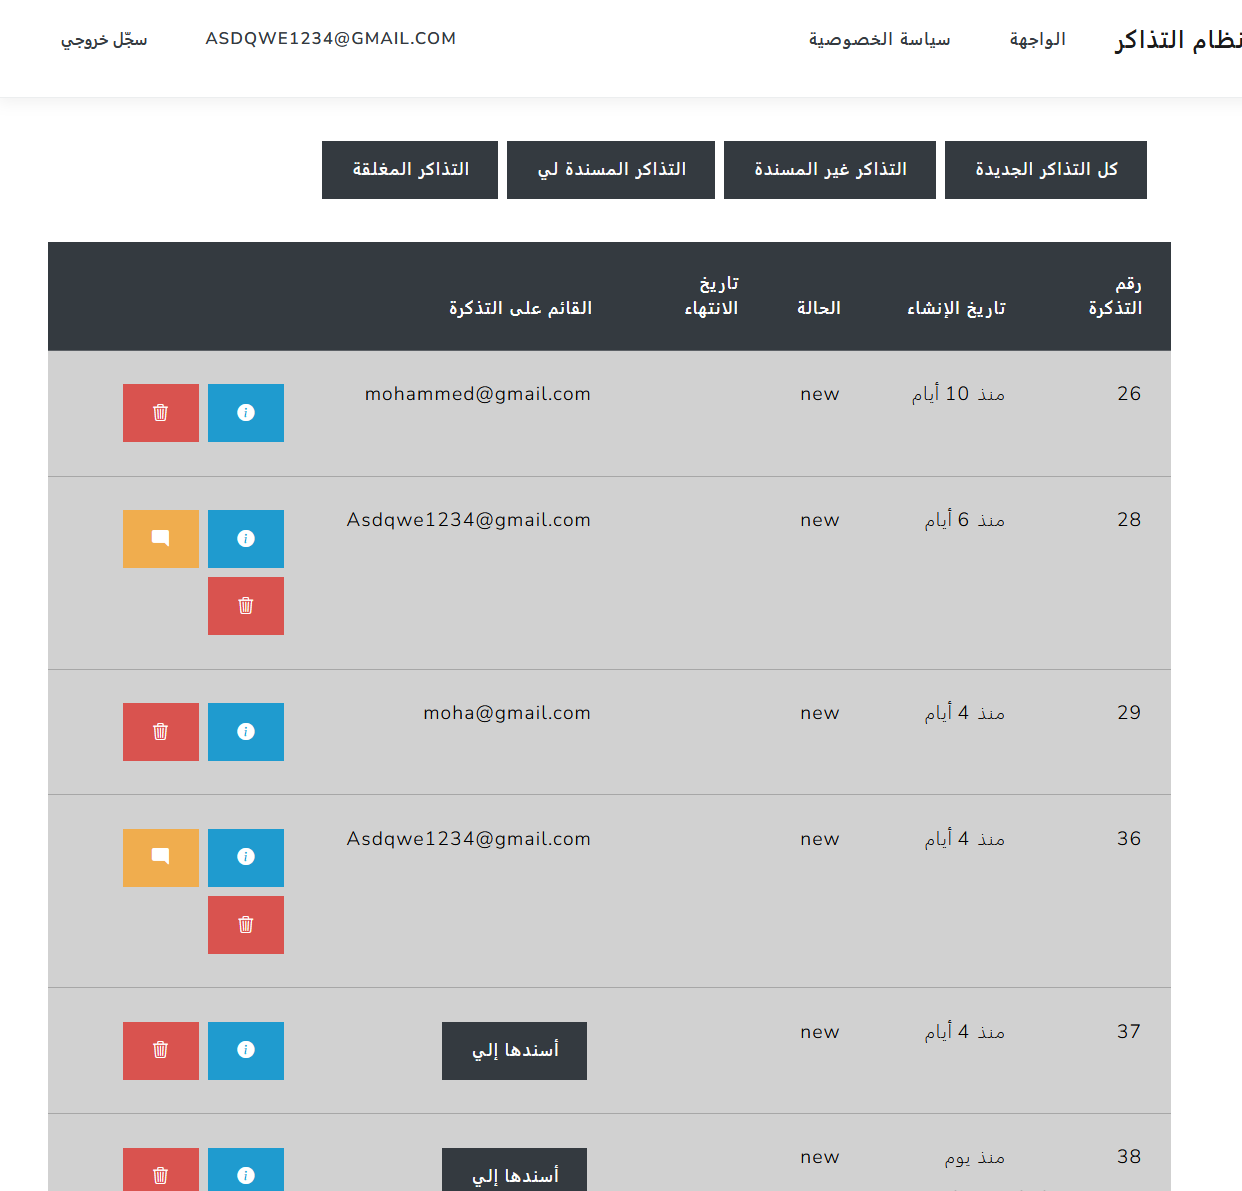 نظام التذاكر
الواجهة
سياسة الخصوصية
ASDQWE1234@GMAIL.COM
سجّل خروجي
كل التذاكر الجديدة
التذاكر غير المسندة
التذاكر المسندة لي
التذاكر المغلقة
رقم
التذكرة
تاريخ الإنشاء
الحالة
تاريخ
الانتهاء
القائم على التذكرة
26 منذ 10 أيام new mohammed@gmail.com
28 منذ 6 أيام new Asdqwe1234@gmail.com
29 منذ 4 أيام new moha@gmail.com
36 منذ 4 أيام new Asdqwe1234@gmail.com
37 منذ 4 أيام new أسندها إلي
38 منذ يوم new أسندها إلي